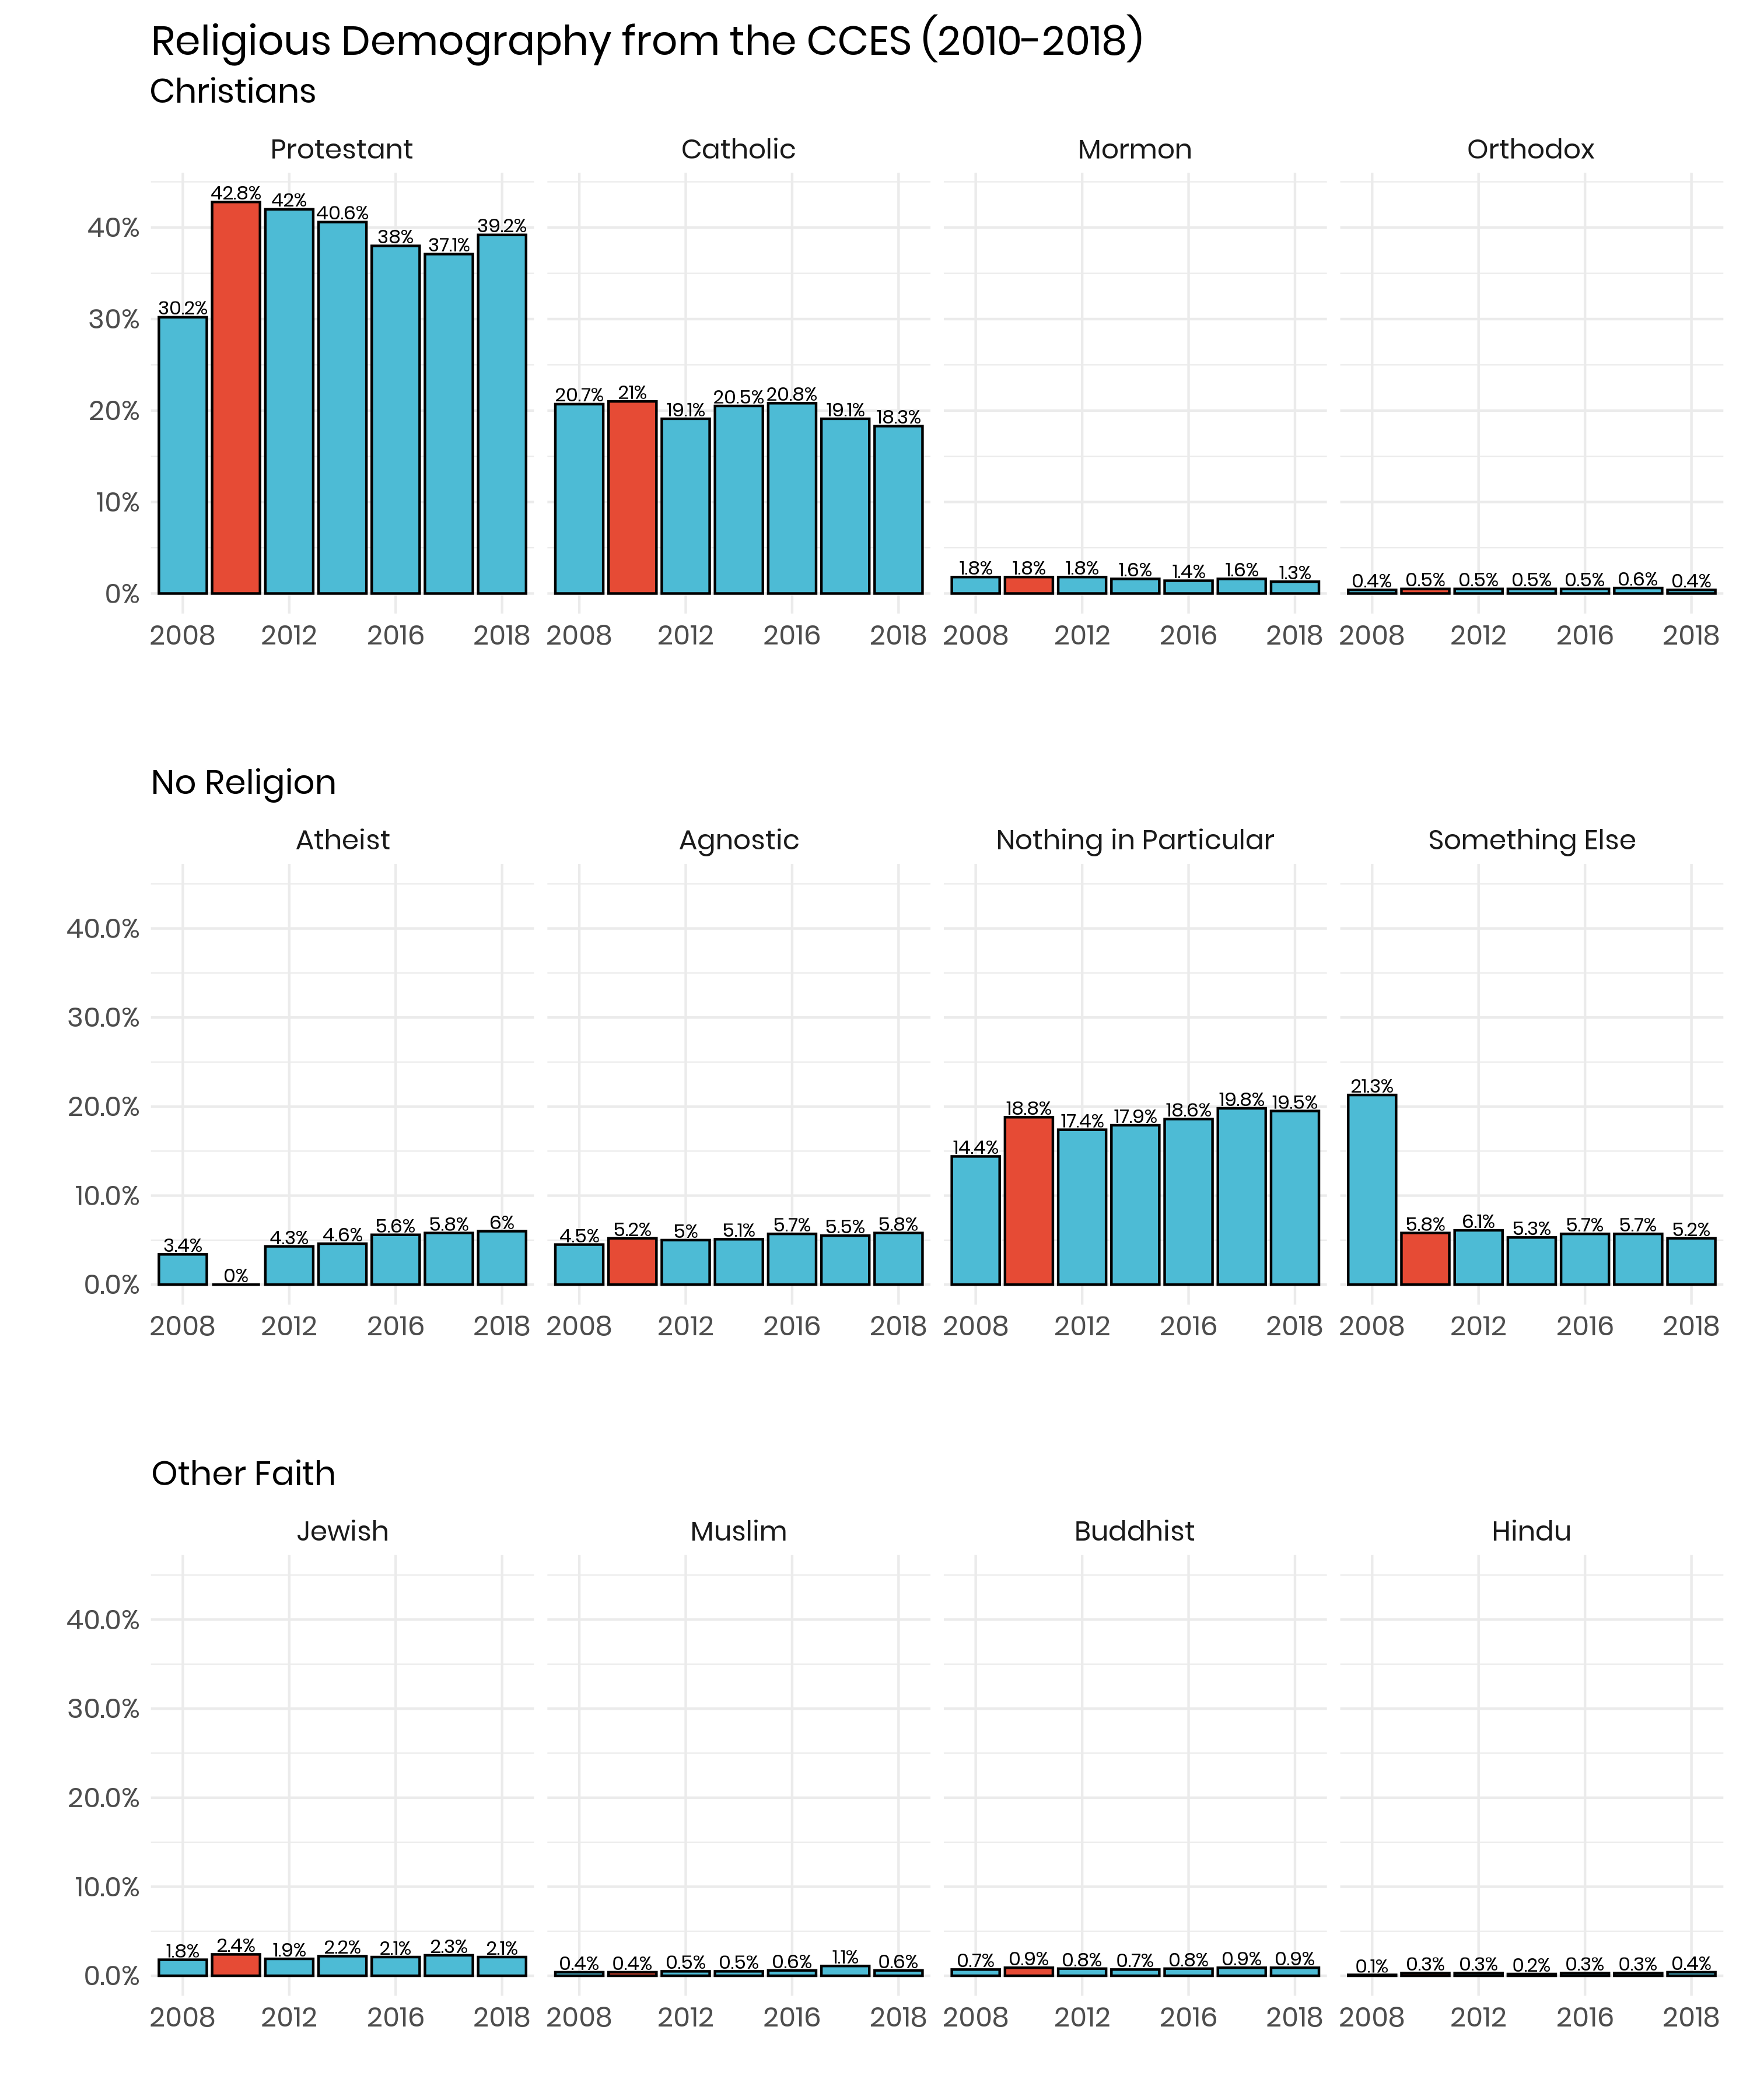 Religious Demography from the CCES (2010-2018)
Christians
Protestant Catholic Mormon Orthodox
40%
30%
20%
10%
0%
30.2% 42.8% 42% 40.6% 38% 37.1% 39.2%
20.7% 21% 19.1% 20.5% 20.8% 19.1% 18.3%
1.8% 1.8% 1.8% 1.6% 1.4% 1.6% 1.3%
0.4% 0.5% 0.5% 0.5% 0.5% 0.6% 0.4%
2008 2012 2016 2018 2008 2012 2016 2018 2008 2012 2016 2018 2008 2012 2016 2018
No Religion
Atheist Agnostic Nothing in Particular Something Else
40.0%
30.0%
20.0%
10.0%
0.0%
3.4% 0% 4.3% 4.6% 5.6% 5.8% 6%
4.5% 5.2% 5% 5.1% 5.7% 5.5% 5.8%
14.4% 18.8% 17.4% 17.9% 18.6% 19.8% 19.5%
21.3% 5.8% 6.1% 5.3% 5.7% 5.7% 5.2%
2008 2012 2016 2018 2008 2012 2016 2018 2008 2012 2016 2018 2008 2012 2016 2018
Other Faith
Jewish Muslim Buddhist Hindu
40.0%
30.0%
20.0%
10.0%
0.0%
1.8% 2.4% 1.9% 2.2% 2.1% 2.3% 2.1%
0.4% 0.4% 0.5% 0.5% 0.6% 1.1% 0.6%
0.7% 0.9% 0.8% 0.7% 0.8% 0.9% 0.9%
0.1% 0.3% 0.3% 0.2% 0.3% 0.3% 0.4%
2008 2012 2016 2018 2008 2012 2016 2018 2008 2012 2016 2018 2008 2012 2016 2018